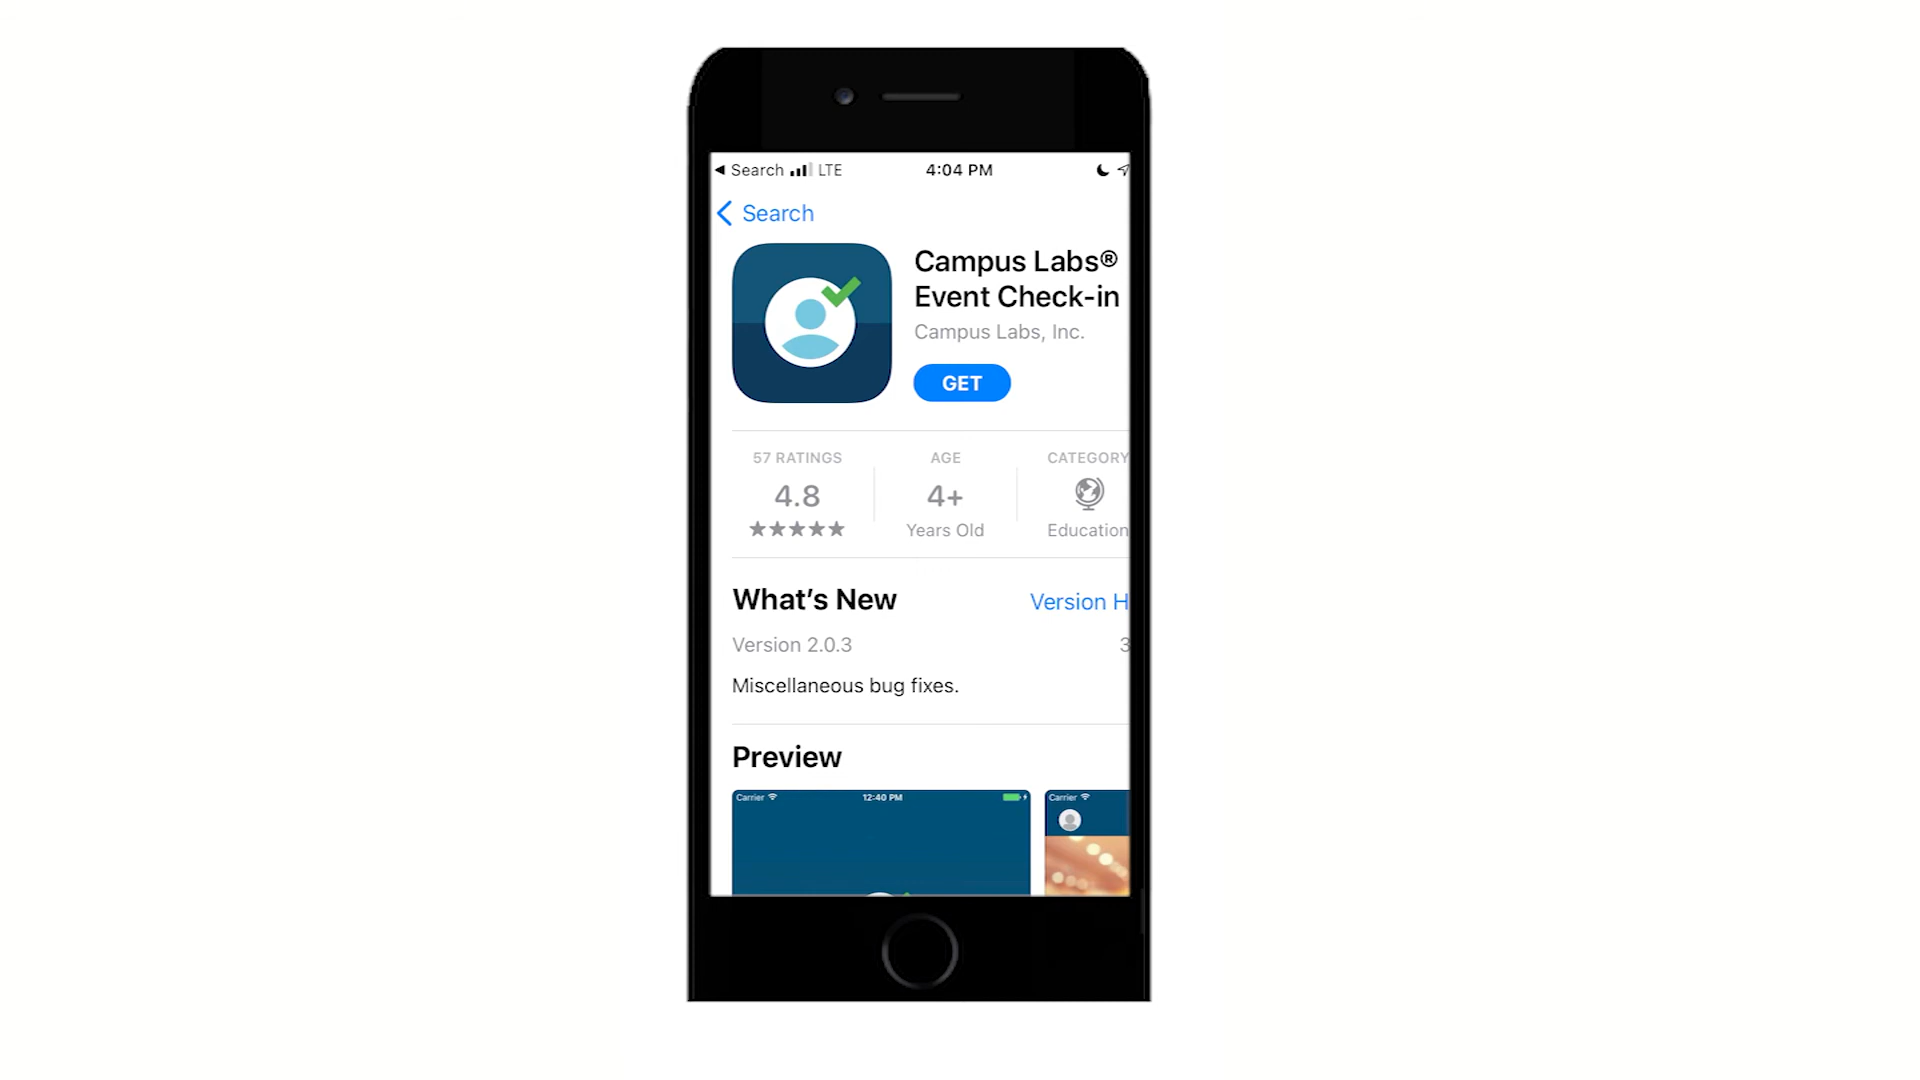 Search LTE 4:04 PM
Search
Campus Labs®
Event Check-in
Campus Labs, Inc.
GET
57 RATINGS AGE CATEGORY
4.8 4+
Years Old Education
What’s New Version H
Version 2.0.3 3
Miscellaneous bug fixes.
Preview
Carrier 12:40 PM Carrier